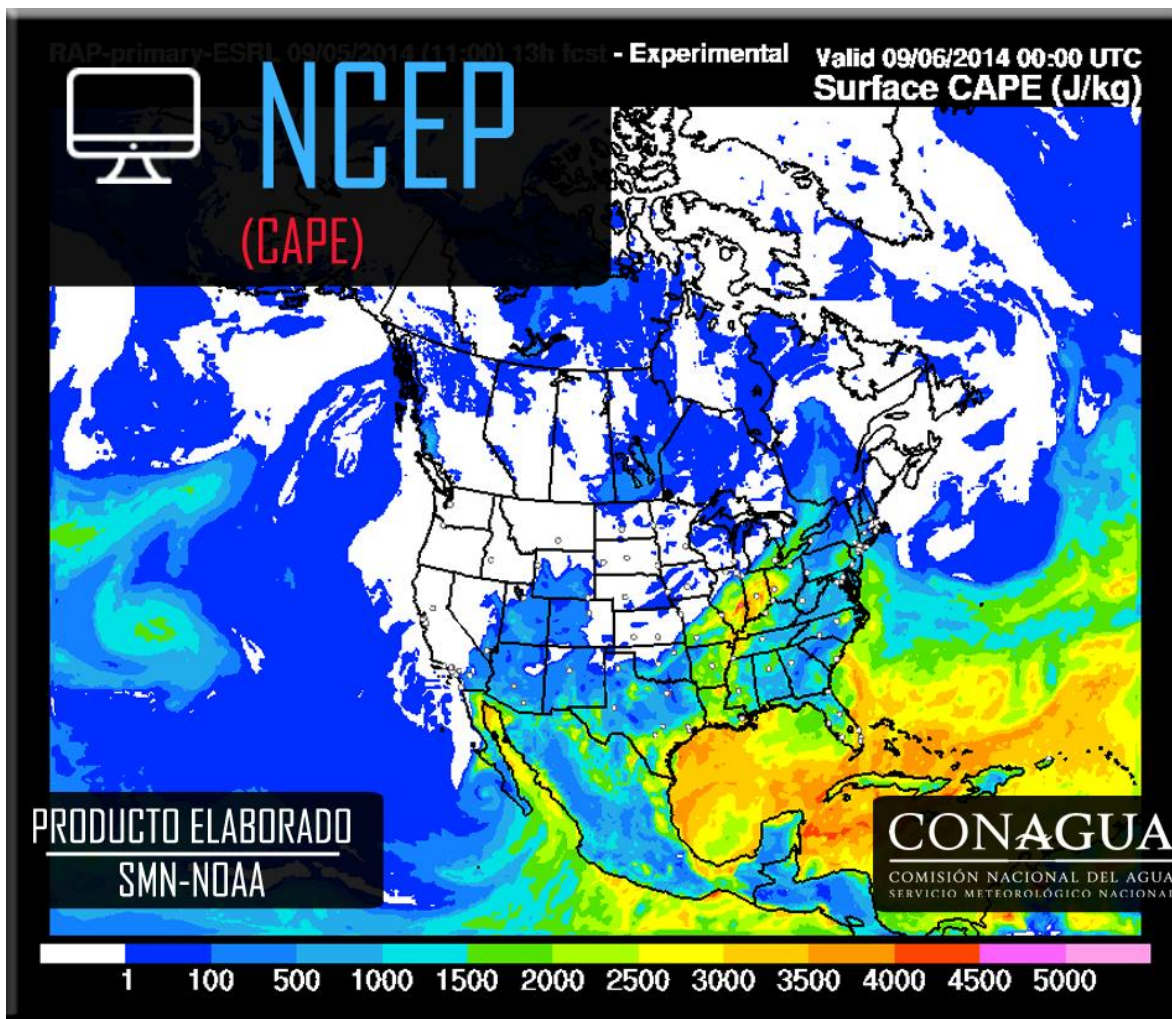 RAP-primary-ESRL 09/05/2014 (11:00) 13h fcst - Experimental
Valid 09/06/2014 00:00 UTC
Surface CAPE (J/kg)
NCEP
(CAPE)
PRODUCTO ELABORADO
SMN-NOAA
CONAGUA
COMISIÓN NACIONAL DEL AGUA
SERVICIO METEOROLÓGICO NACIONAL
1 100 500 1000 1500 2000 2500 3000 3500 4000 4500 5000